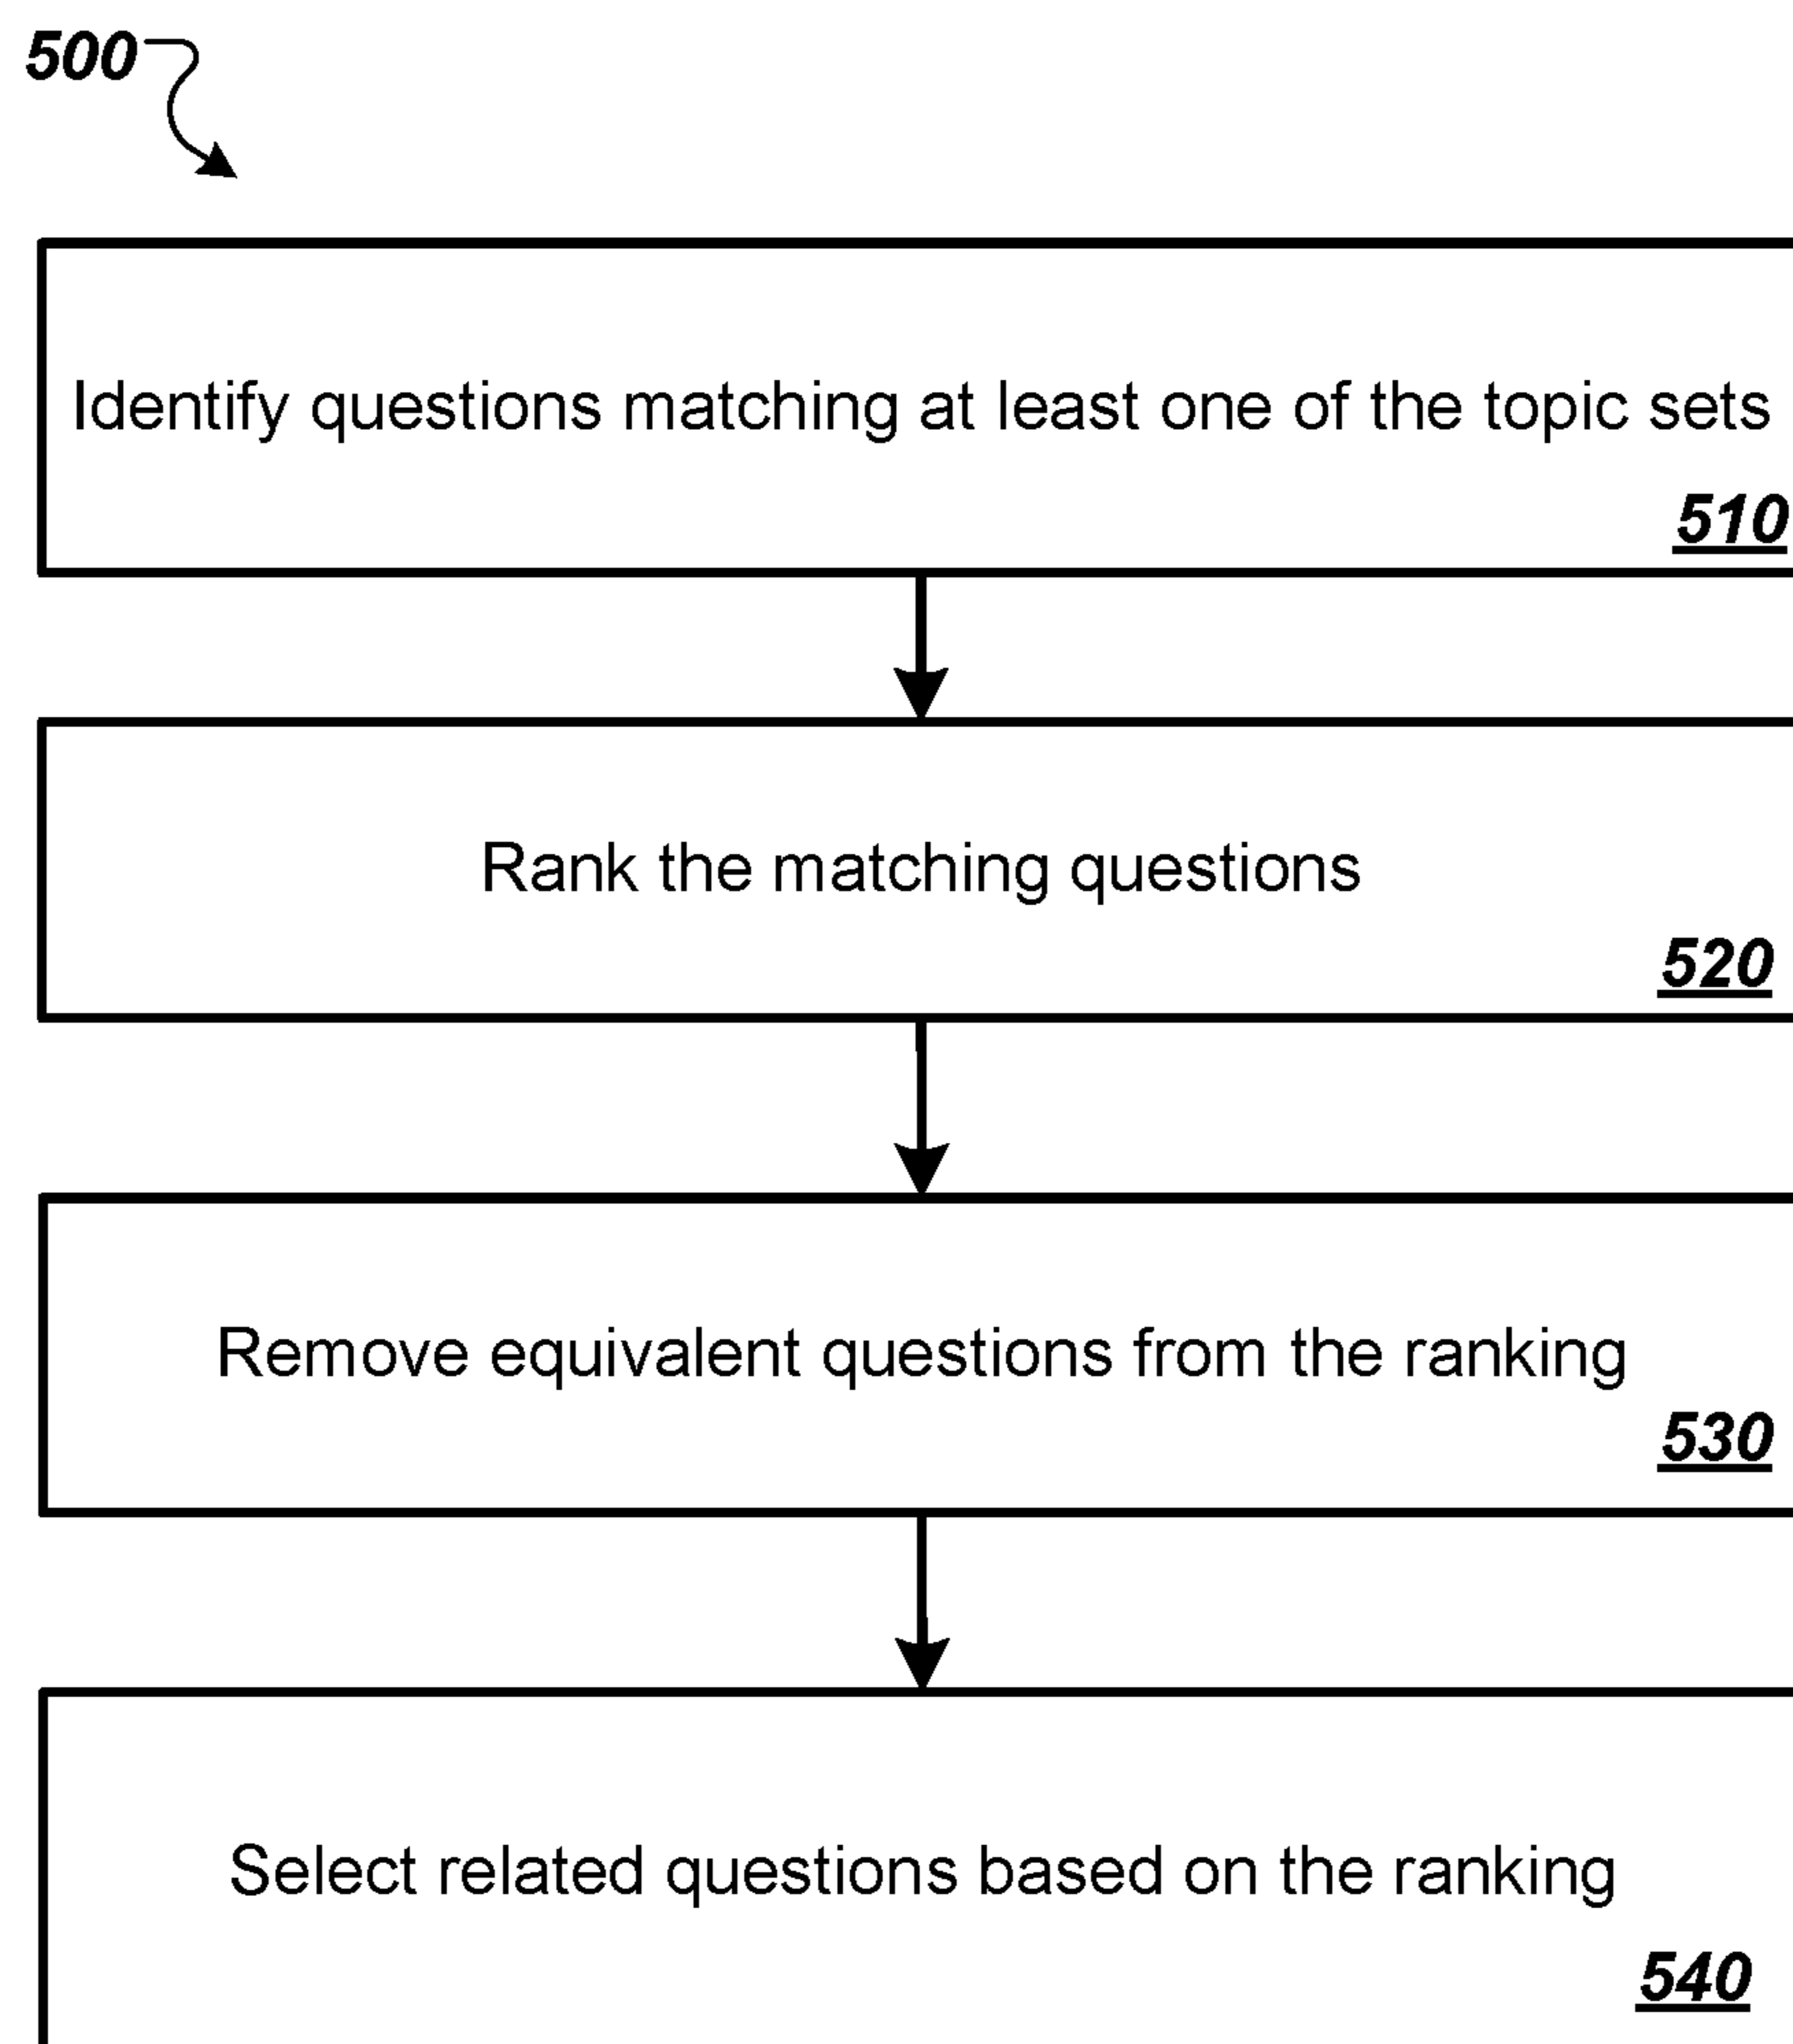 500
Identify questions matching at least one of the topic sets
510
Rank the matching questions
520
Remove equivalent questions from the ranking
530
Select related questions based on the ranking
540